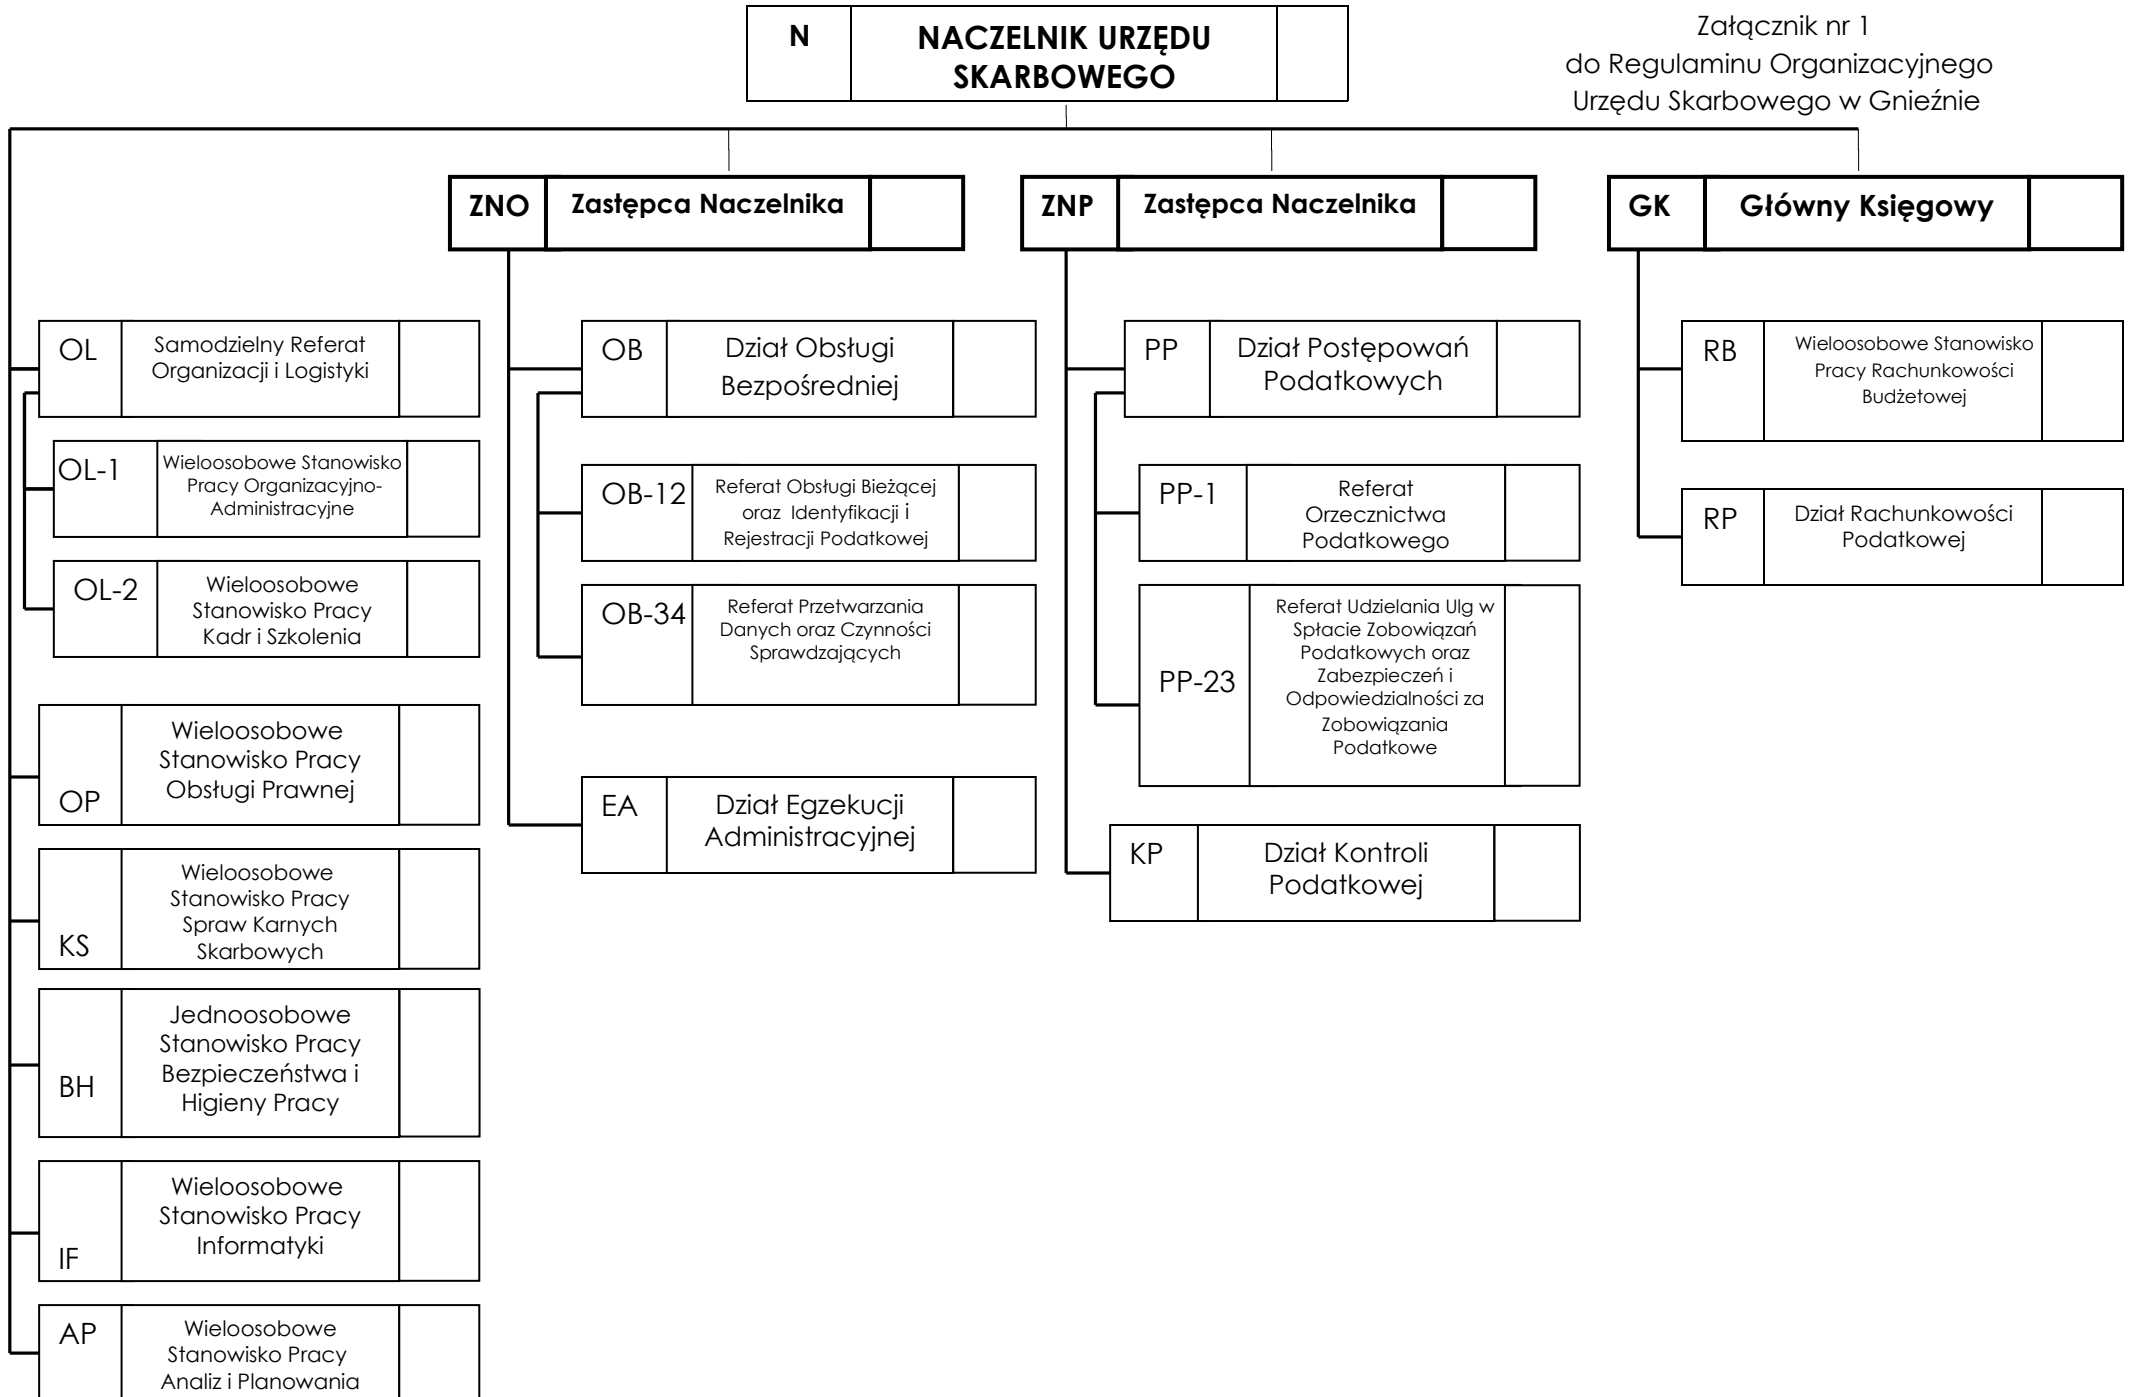 N
NACZELNIK URZĘDU
SKARBOWEGO
Załącznik nr 1
do Regulaminu Organizacyjnego
Urzędu Skarbowego w Gnieźnie
ZNO
Zastępca Naczelnika
ZNP
Zastępca Naczelnika
GK
Główny Księgowy
OL
Samodzielny Referat
Organizacji i Logistyki
OL-1
Wieloosobowe Stanowisko
Pracy Organizacyjno-
Administracyjne
OL-2
Wieloosobowe
Stanowisko Pracy
Kadr i Szkolenia
OP
Wieloosobowe
Stanowisko Pracy
Obsługi Prawnej
KS
Wieloosobowe
Stanowisko Pracy
Spraw Karnych
Skarbowych
BH
Jednoosobowe
Stanowisko Pracy
Bezpieczeństwa i
Higieny Pracy
IF
Wieloosobowe
Stanowisko Pracy
Informatyki
AP
Wieloosobowe
Stanowisko Pracy
Analiz i Planowania
OB
Dział Obsługi
Bezpośredniej
OB-12
Referat Obsługi Bieżącej
oraz Identyfikacji i
Rejestracji Podatkowej
OB-34
Referat Przetwarzania
Danych oraz Czynności
Sprawdzających
EA
Dział Egzekucji
Administracyjnej
PP
Dział Postępowań
Podatkowych
PP-1
Referat
Orzecznictwa
Podatkowego
PP-23
Referat Udzielania Ulg w
Spłacie Zobowiązań
Podatkowych oraz
Zabezpieczeń i
Odpowiedzialności za
Zobowiązania
Podatkowe
KP
Dział Kontroli
Podatkowej
RB
Wieloosobowe Stanowisko
Pracy Rachunkowości
Budżetowej
RP
Dział Rachunkowości
Podatkowej